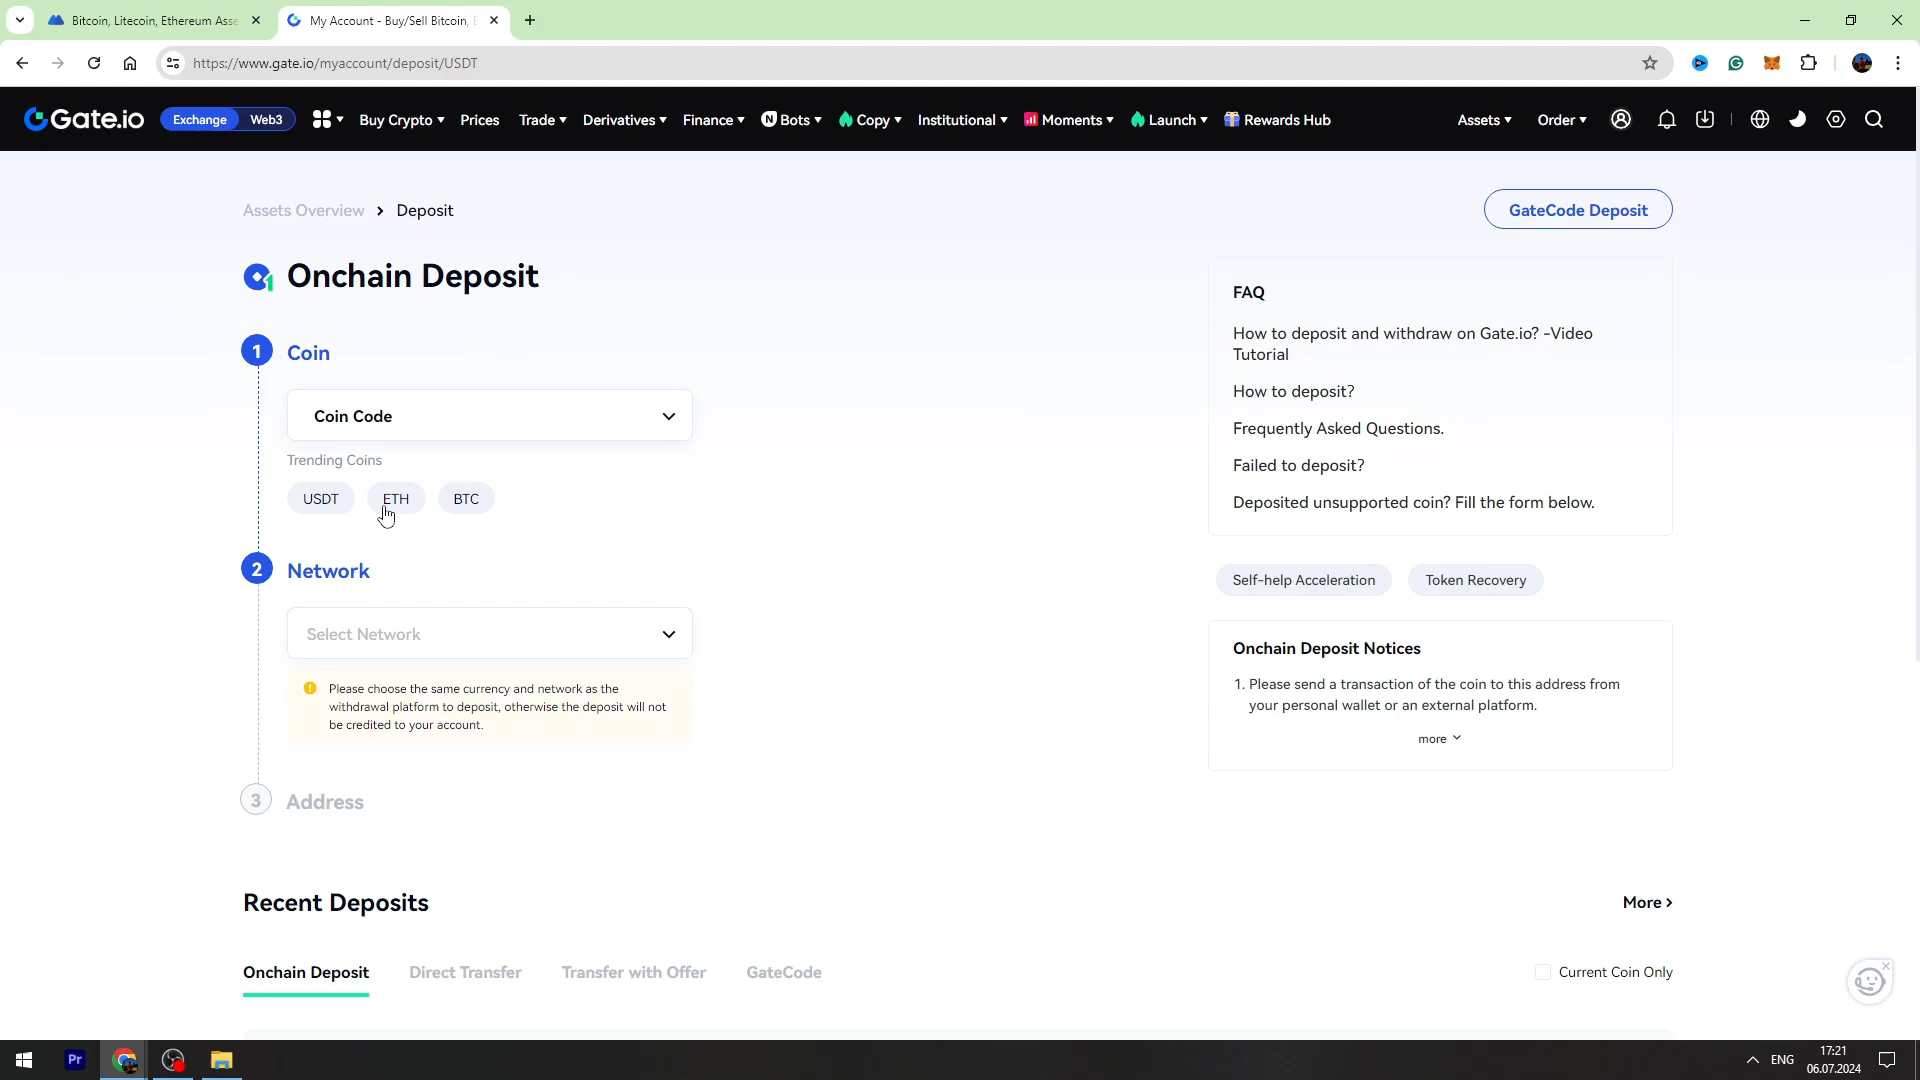 Bitcoin, Litecoin, Ethereum Asse
My Account - Buy/Sell Bitcoin, E
https://www.gate.io/myaccount/deposit/USDT
Gate.io Exchange Web3 Buy Crypto Prices Trade Derivatives Finance Bots Copy Institutional Moments Launch Rewards Hub Assets Order
Assets Overview > Deposit
GateCode Deposit
Onchain Deposit
1 Coin
Coin Code
Trending Coins
USDT ETH BTC
2 Network
Select Network
Please choose the same currency and network as the
withdrawal platform to deposit, otherwise the deposit will not
be credited to your account.
3 Address
FAQ
How to deposit and withdraw on Gate.io? -Video
Tutorial
How to deposit?
Frequently Asked Questions.
Failed to deposit?
Deposited unsupported coin? Fill the form below.
Self-help Acceleration Token Recovery
Onchain Deposit Notices
1. Please send a transaction of the coin to this address from
your personal wallet or an external platform.
more
Recent Deposits
More >
Onchain Deposit Direct Transfer Transfer with Offer GateCode
Current Coin Only
Pr
ENG
17:21
06.07.2024